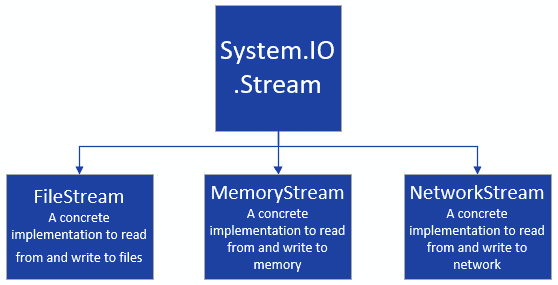 System.IO
.Stream
FileStream
A concrete
implementation to read
from and write to files
MemoryStream
A concrete
implementation to read
from and write to
memory
NetworkStream
A concrete
implementation to read
from and write to
network